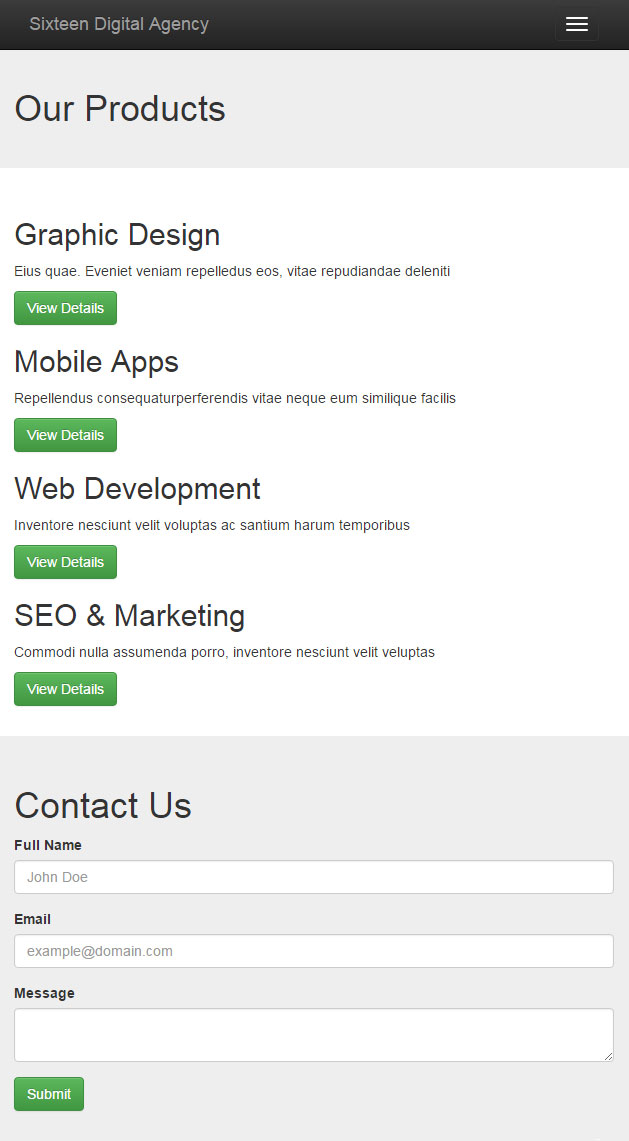 Sixteen Digital Agency
Our Products
Graphic Design
Eius quae. Eveniet veniam repelledus eos, vitae repudiandae deleniti
View Details
Mobile Apps
Repellendus consequaturperferendis vitae neque eum similique facilis
View Details
Web Development
Inventore nesciunt velit voluptas ac santium harum temporibus
View Details
SEO & Marketing
Commodi nulla assumenda porro, inventore nesciunt velit veluptas
View Details
Contact Us
Full Name
John Doe
Email
example@domain.com
Message
Submit